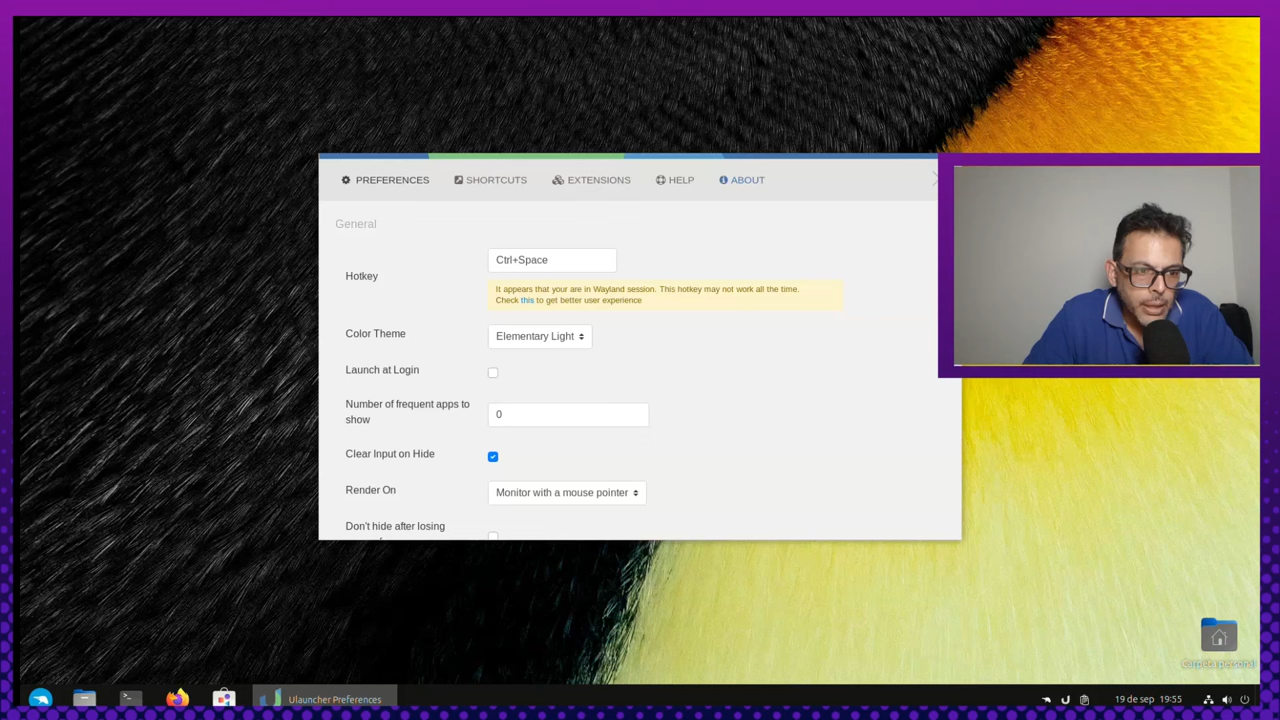 PREFERENCES SHORTCUTS EXTENSIONS HELP ABOUT
General
Hotkey
Ctrl+Space
It appears that your are in Wayland session. This hotkey may not work all the time.
Check this to get better user experience
Color Theme
Elementary Light
Launch at Login
Number of frequent apps to
show
0
Clear Input on Hide
Render On
Monitor with a mouse pointer
Don't hide after losing
Carpeta personal
Ulauncher Preferences
19 de sep 19:55